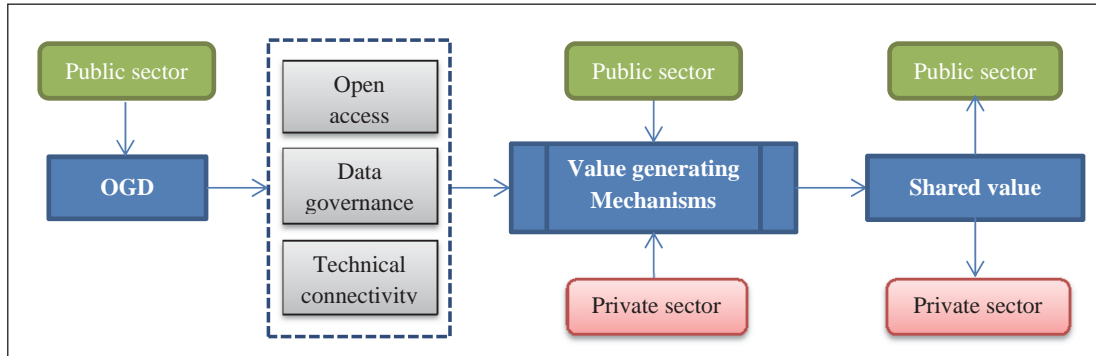 Public sector
OGD
Open
access
Data
governance
Technical
connectivity
Public sector
Value generating
Mechanisms
Private sector
Public sector
Shared value
Private sector